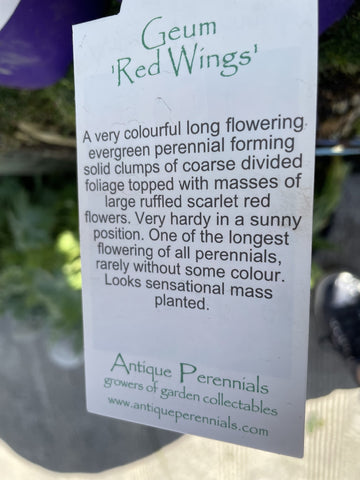 Geum
'Red Wings'
A very colourful long flowering
evergreen perennial forming
solid clumps of coarse divided
foliage topped with masses of
large ruffled scarlet red
flowers. Very hardy in a sunny
position. One of the longest
flowering of all perennials,
rarely without some colour.
Looks sensational mass
planted.
Antique Perennials
growers of garden collectables
www.antiqueperennials.com